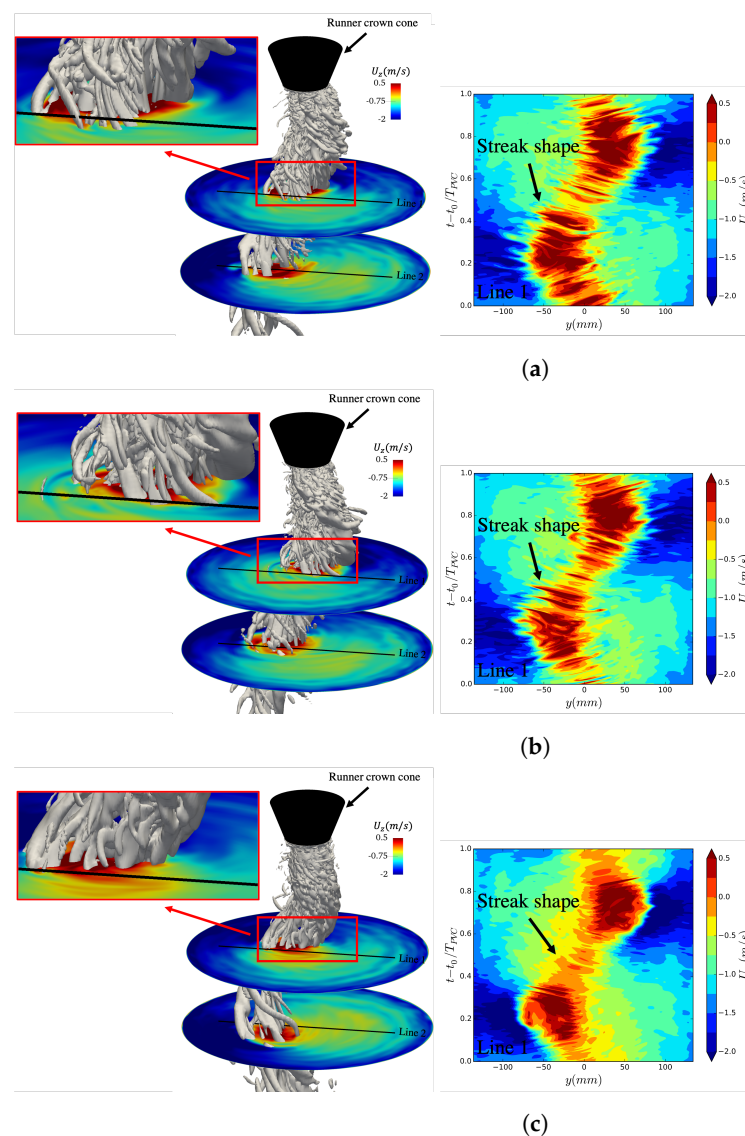 Runner crown cone
U_z(m/s)
0.5
-0.75
-2
Line
Line 2
Streak shape
Line 1
t−t_0/T_PVC
1.0
0.8
0.6
0.4
0.2
0.0
−100
−50
0
50
100
y(mm)
0.5
0.0
−0.5
−1.0
−1.5
−2.0
(a)
Runner crown cone
U_z(m/s)
0.5
-0.75
-2
Line
Line 2
Streak shape
Line 1
t−t_0/T_PVC
1.0
0.8
0.6
0.4
0.2
0.0
−100
−50
0
50
100
y(mm)
0.5
0.0
−0.5
−1.0
−1.5
−2.0
(b)
Runner crown cone
U_z(m/s)
0.5
-0.75
-2
Line 1
Line 2
Streak shape
Line 1
t−t_0/T_PVC
1.0
0.8
0.6
0.4
0.2
0.0
−100
−50
0
50
100
y(mm)
0.5
0.0
−0.5
−1.0
−1.5
−2.0
(c)